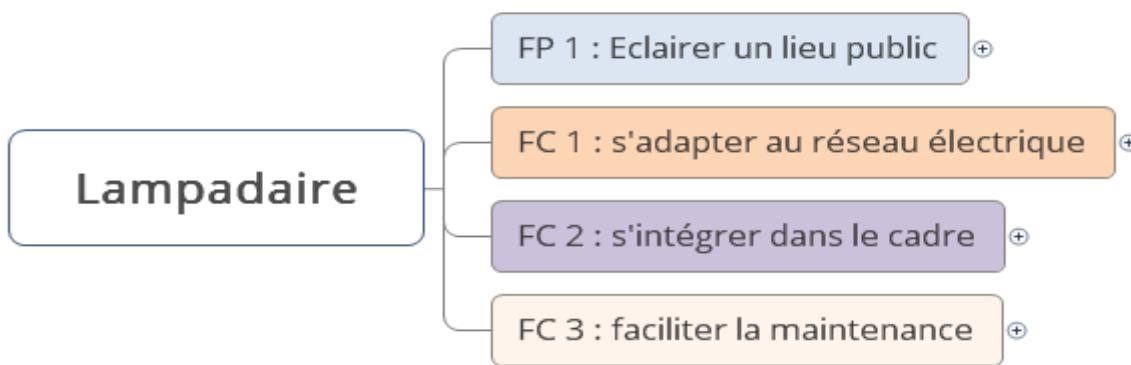 Lampadaire
FP 1 : Eclairer un lieu public
FC 1 : s'adapter au réseau électrique
FC 2 : s'intégrer dans le cadre
FC 3 : faciliter la maintenance